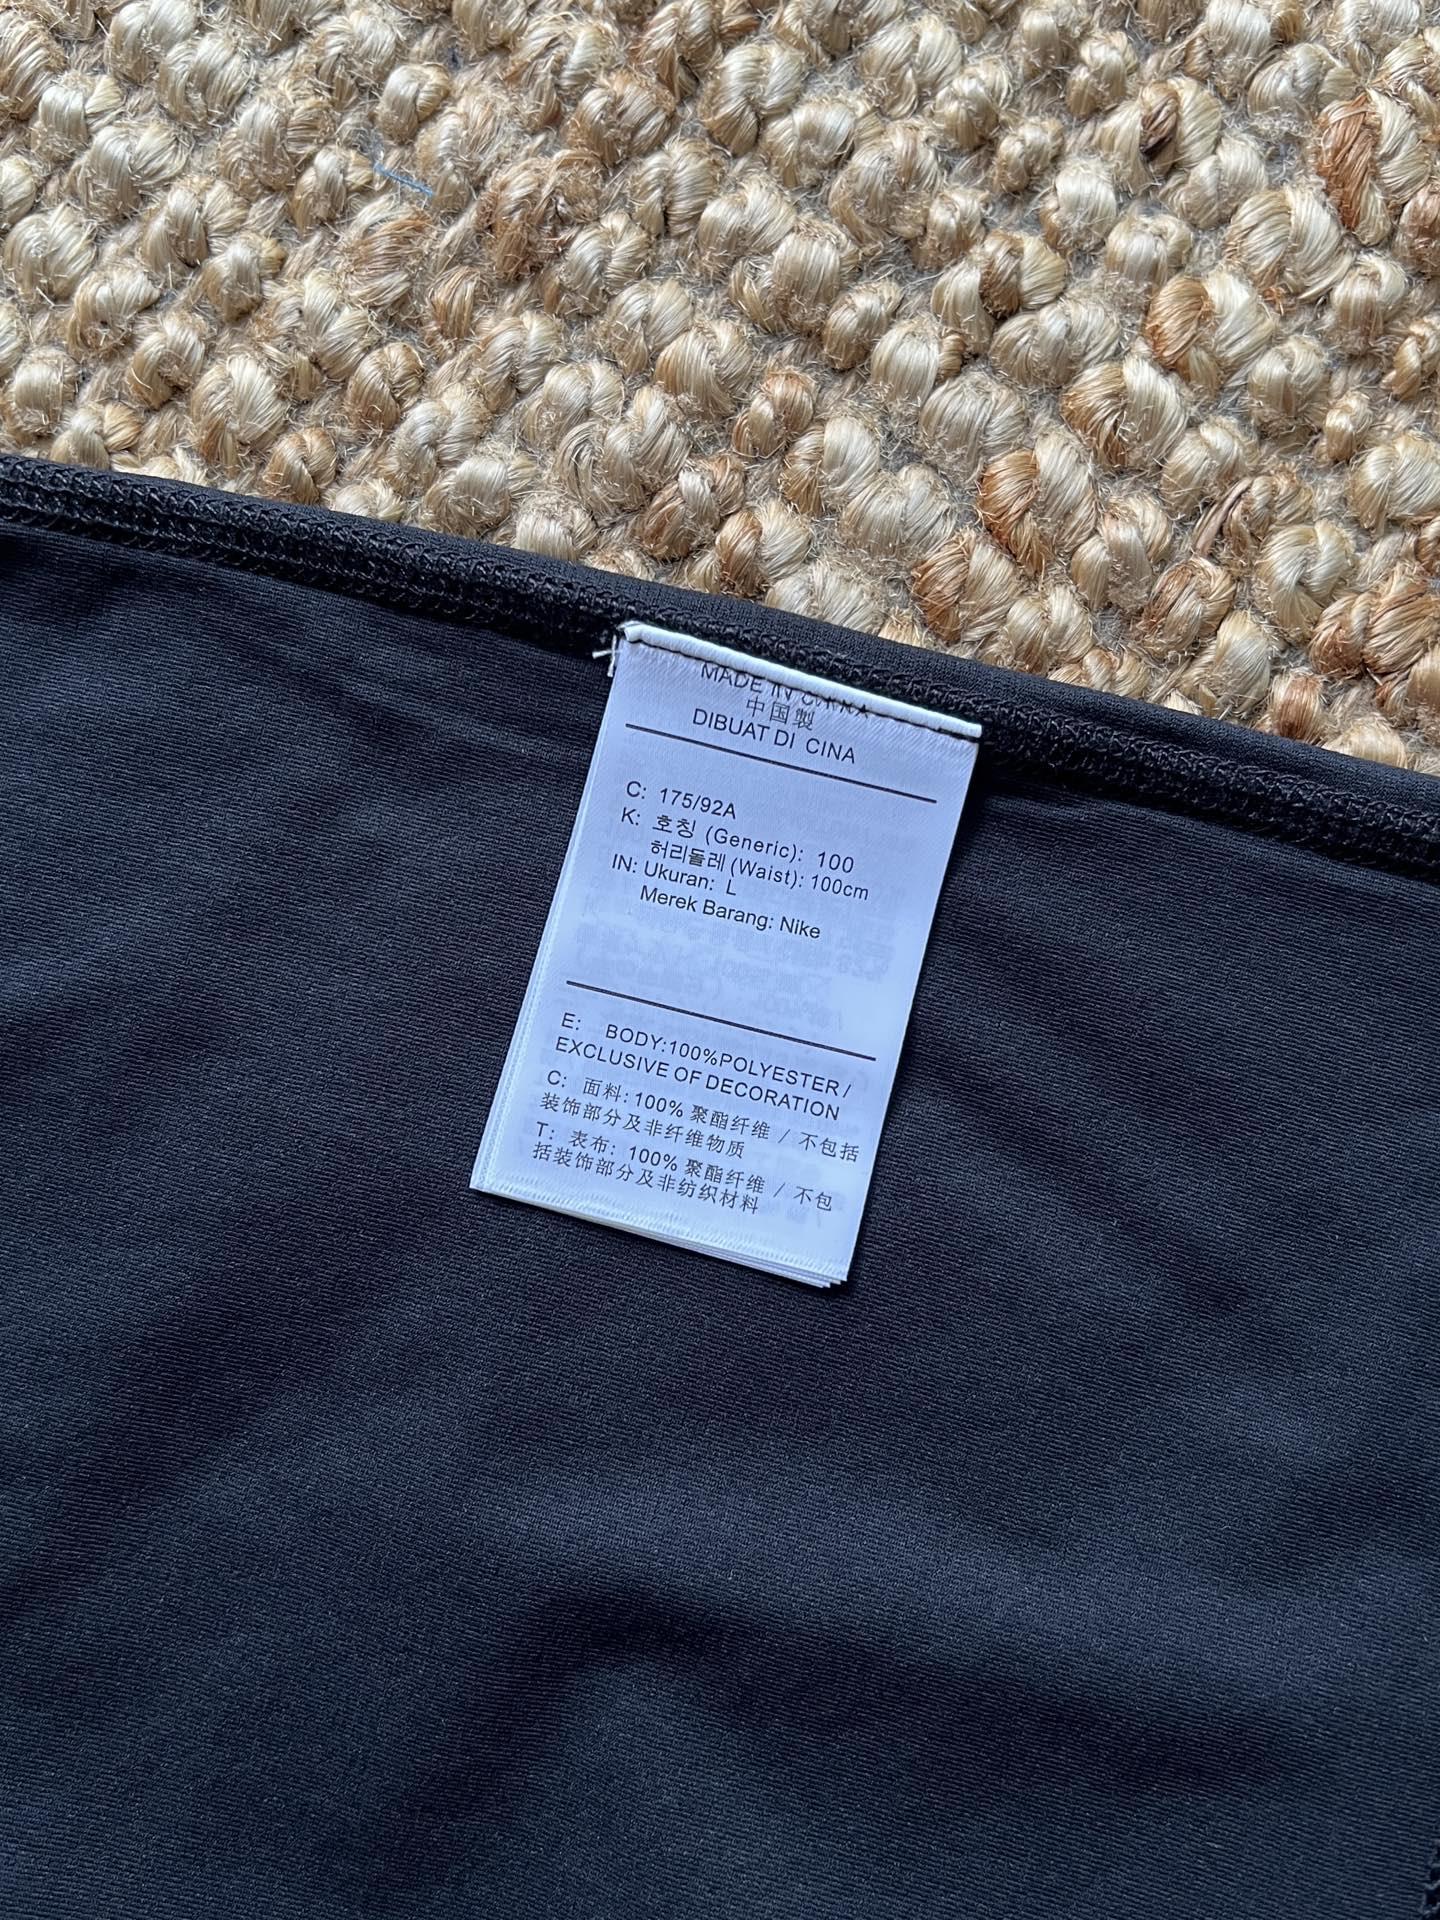 MADE IN CHINA
中国製
DIBUAT DI CINA
C: 175/92A
K: 호칭 (Generic): 100
허리둘레 (Waist): 100cm
IN: Ukuran: L
Merek Barang: Nike
E: BODY:100%POLYESTER /
EXCLUSIVE OF DECORATION
C: 面料: 100% 聚酯纤维 / 不包括
装饰部分及非纤维物质
T: 表布: 100% 聚酯纤维 / 不包
括装饰部分及非纺织材料